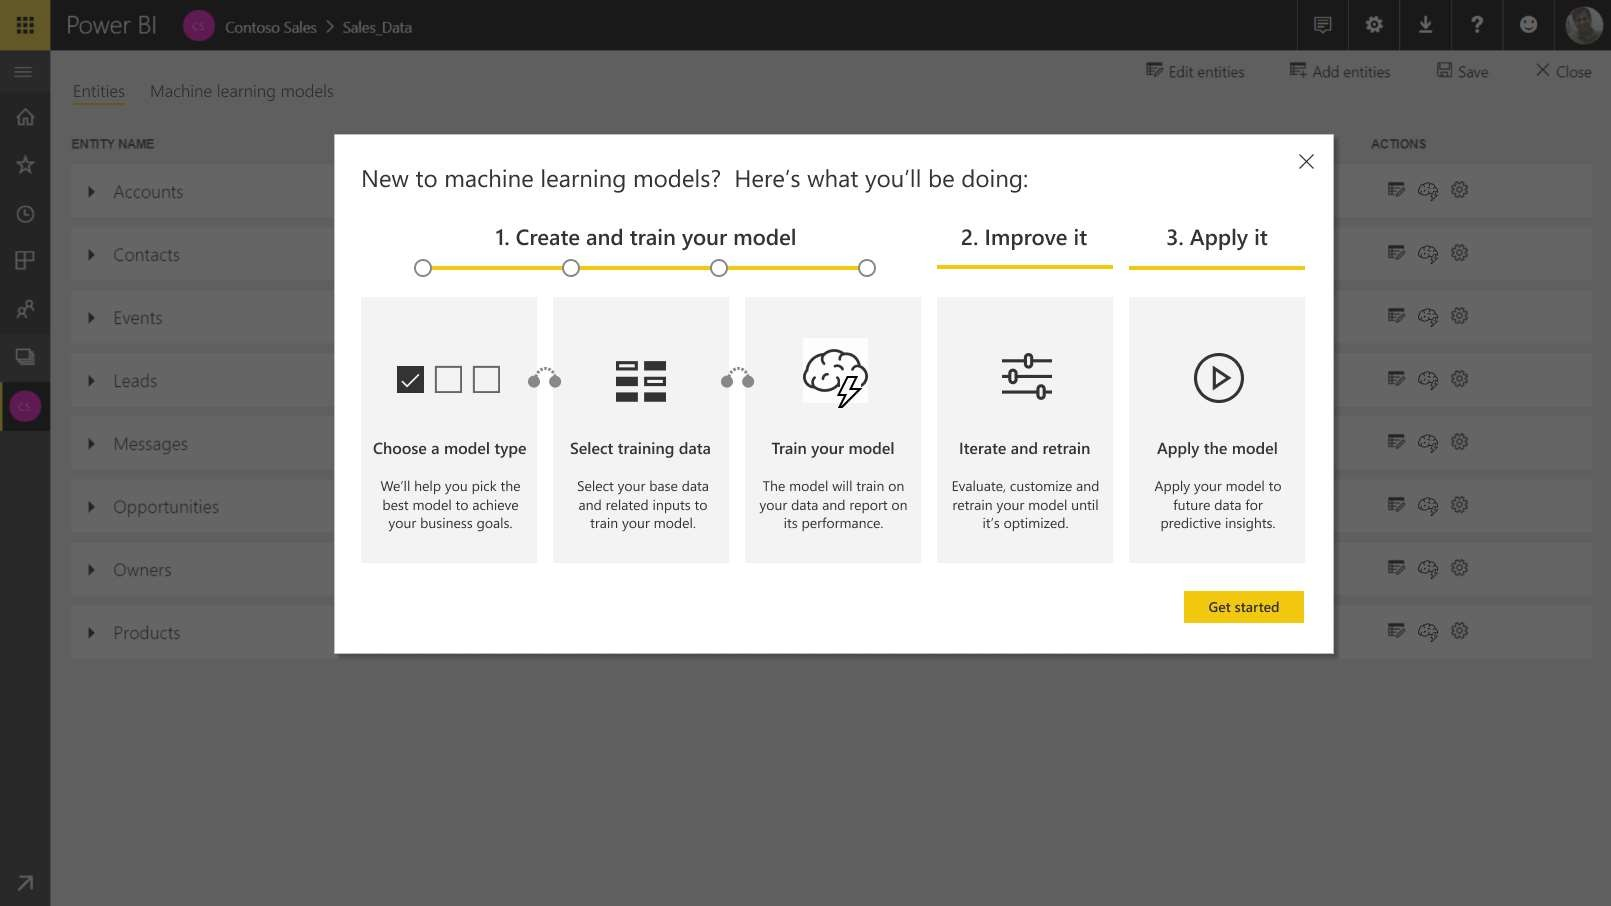 Power BI
CS
Contoso Sales > Sales_Data
Edit entities
Add entities
Save
Close
Entities
Machine learning models
ENTITY NAME
ACTIONS
Accounts
Contacts
Events
Leads
CS
Messages
Opportunities
Owners
Products
New to machine learning models? Here’s what you’ll be doing:
1. Create and train your model
2. Improve it
3. Apply it
Choose a model type
We’ll help you pick the
best model to achieve
your business goals.
Select training data
Select your base data
and related inputs to
train your model.
Train your model
The model will train on
your data and report on
its performance.
Iterate and retrain
Evaluate, customize and
retrain your model until
it’s optimized.
Apply the model
Apply your model to
future data for
predictive insights.
Get started